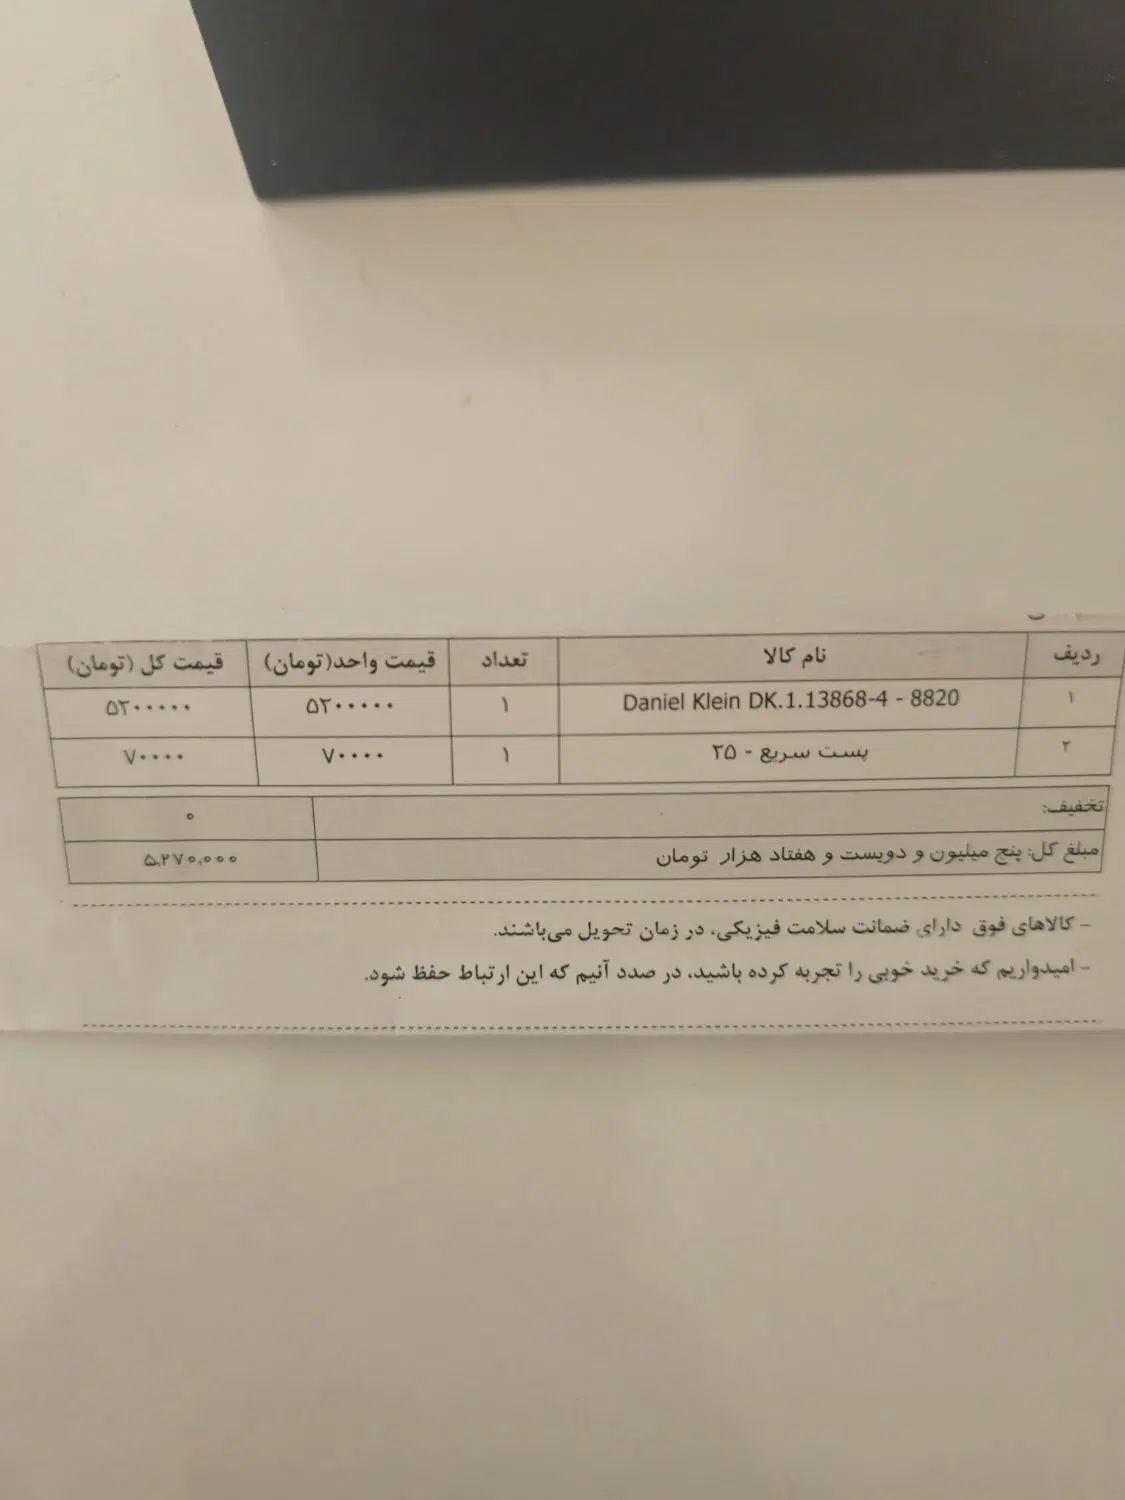 ردیف نام کالا تعداد قیمت واحد(تومان) قیمت کل (تومان)
۱ Daniel Klein DK.1.13868-4 - 8820 ۱ ۵۲۰۰۰۰۰ ۵۲۰۰۰۰۰
۲ پست سریع - ۲۵ ۱ ۷۰۰۰۰ ۷۰۰۰۰
تخفیف: ۰
مبلغ کل: پنج میلیون و دویست و هفتاد هزار تومان ۵,۲۷۰,۰۰۰
- کالاهای فوق دارای ضمانت سلامت فیزیکی، در زمان تحویل می‌باشند.
- امیدواریم که خرید خوبی را تجربه کرده باشید، در صدد آنیم که این ارتباط حفظ شود.